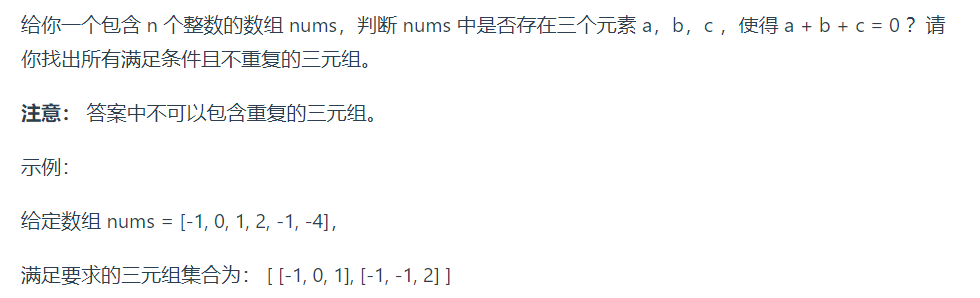 给你一个包含 n 个整数的数组 nums，判断 nums 中是否存在三个元素 a，b，c ，使得 a + b + c = 0 ？请
你找出所有满足条件且不重复的三元组。
注意： 答案中不可以包含重复的三元组。
示例：
给定数组 nums = [-1, 0, 1, 2, -1, -4]，
满足要求的三元组集合为： [ [-1, 0, 1], [-1, -1, 2] ]